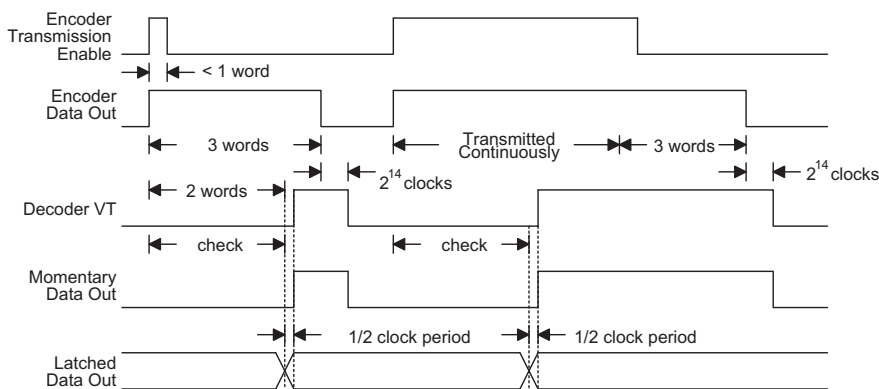 Encoder
Transmission
Enable
< 1 word
Encoder
Data Out
3 words
Transmitted
Continuously
3 words
2^14 clocks
2^14 clocks
2 words
Decoder VT
check
check
Momentary
Data Out
1/2 clock period
1/2 clock period
Latched
Data Out